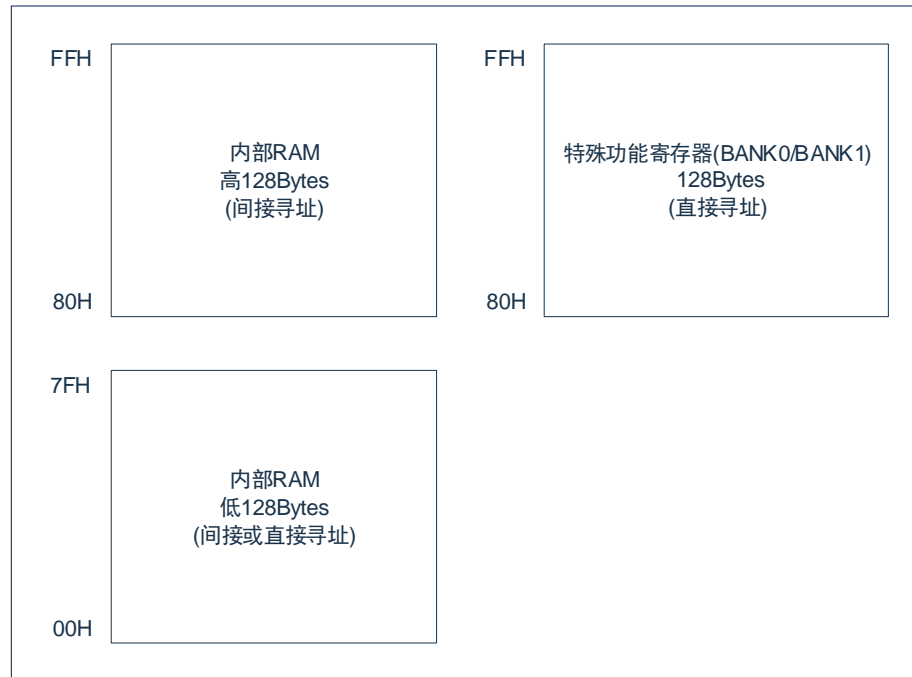 FFH
内部RAM
高128Bytes
(间接寻址)
80H
FFH
特殊功能寄存器(BANK0/BANK1)
128Bytes
(直接寻址)
80H
7FH
内部RAM
低128Bytes
(间接或直接寻址)
00H